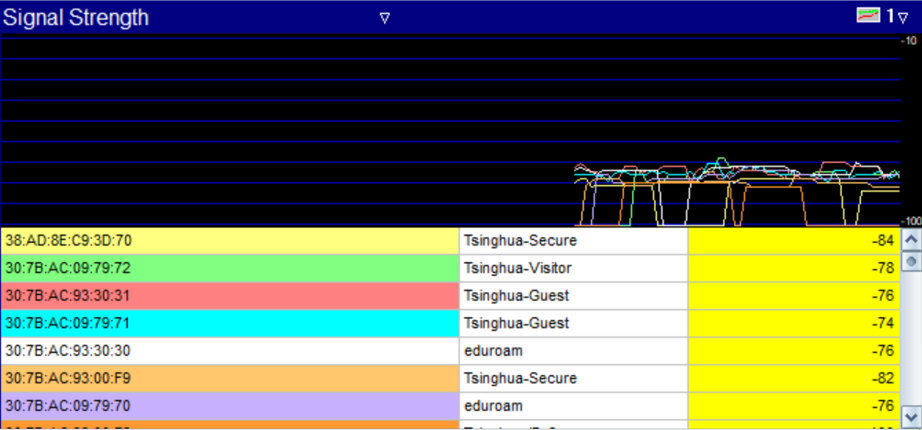 Signal Strength 1
-10
-100
38:AD:8E:C9:3D:70 Tsinghua-Secure -84
30:7B:AC:09:79:72 Tsinghua-Visitor -78
30:7B:AC:93:30:31 Tsinghua-Guest -76
30:7B:AC:09:79:71 Tsinghua-Guest -74
30:7B:AC:93:30:30 eduroam -76
30:7B:AC:93:00:F9 Tsinghua-Secure -82
30:7B:AC:09:79:70 eduroam -76